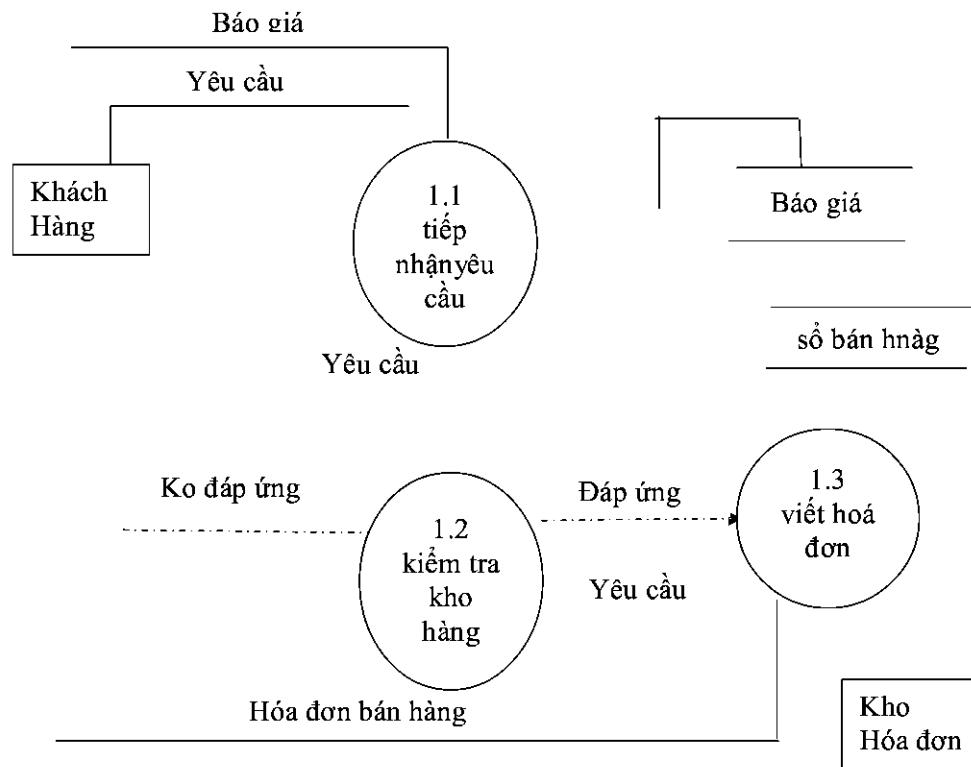 Báo giá
Yêu cầu
Khách
Hàng
1.1
tiếp
nhậnyêu
cầu
Báo giá
sổ bán hnàg
Yêu cầu
Ko đáp ứng
1.2
kiểm tra
kho
hàng
Đáp ứng
Yêu cầu
1.3
viết hoá
đơn
Hóa đơn bán hàng
Kho
Hóa đơn